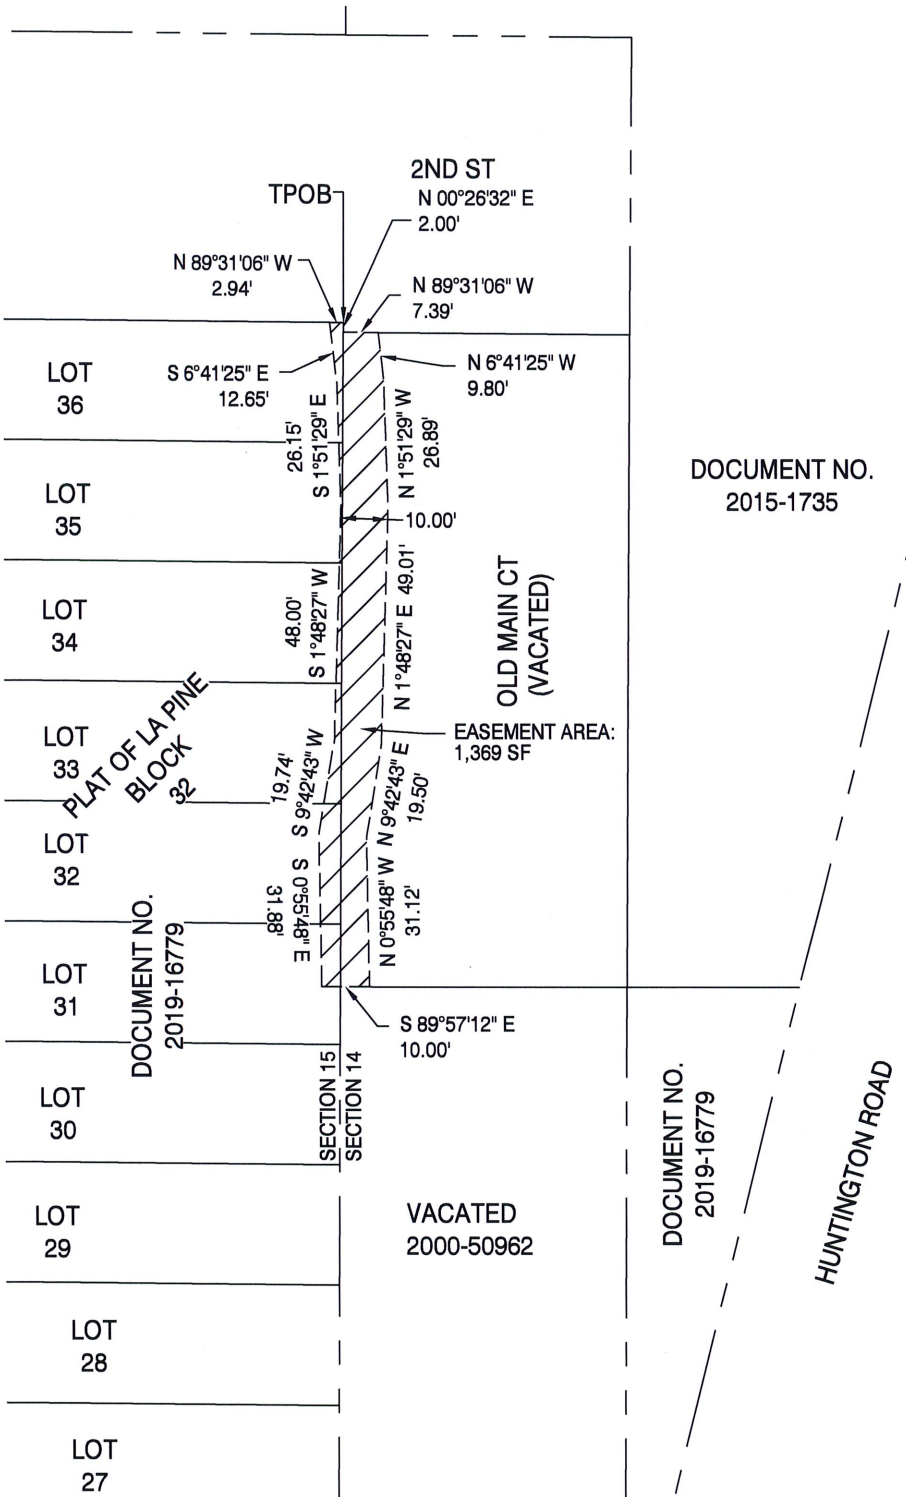 2ND ST
TPOB
N 00°26'32" E
2.00'
N 89°31'06" W
2.94'
N 89°31'06" W
7.39'
LOT
36
S 6°41'25" E
12.65'
N 6°41'25" W
9.80'
26.15'
S 1°51'29" E
N 1°51'29" W
26.89'
DOCUMENT NO.
2015-1735
LOT
35
10.00'
OLD MAIN CT
(VACATED)
LOT
34
48.00'
S 1°48'27" W
N 1°48'27" E 49.01'
PLAT OF LA PINE
BLOCK
32
LOT
33
EASEMENT AREA:
1,369 SF
19.74'
S 9°42'43" W
N 9°42'43" E
19.50'
LOT
32
S 0°55'48" E
31.88'
N 0°55'48" W
31.12'
DOCUMENT NO.
2019-16779
LOT
31
S 89°57'12" E
10.00'
SECTION 15
SECTION 14
LOT
30
DOCUMENT NO.
2019-16779
HUNTINGTON ROAD
LOT
29
VACATED
2000-50962
LOT
28
LOT
27